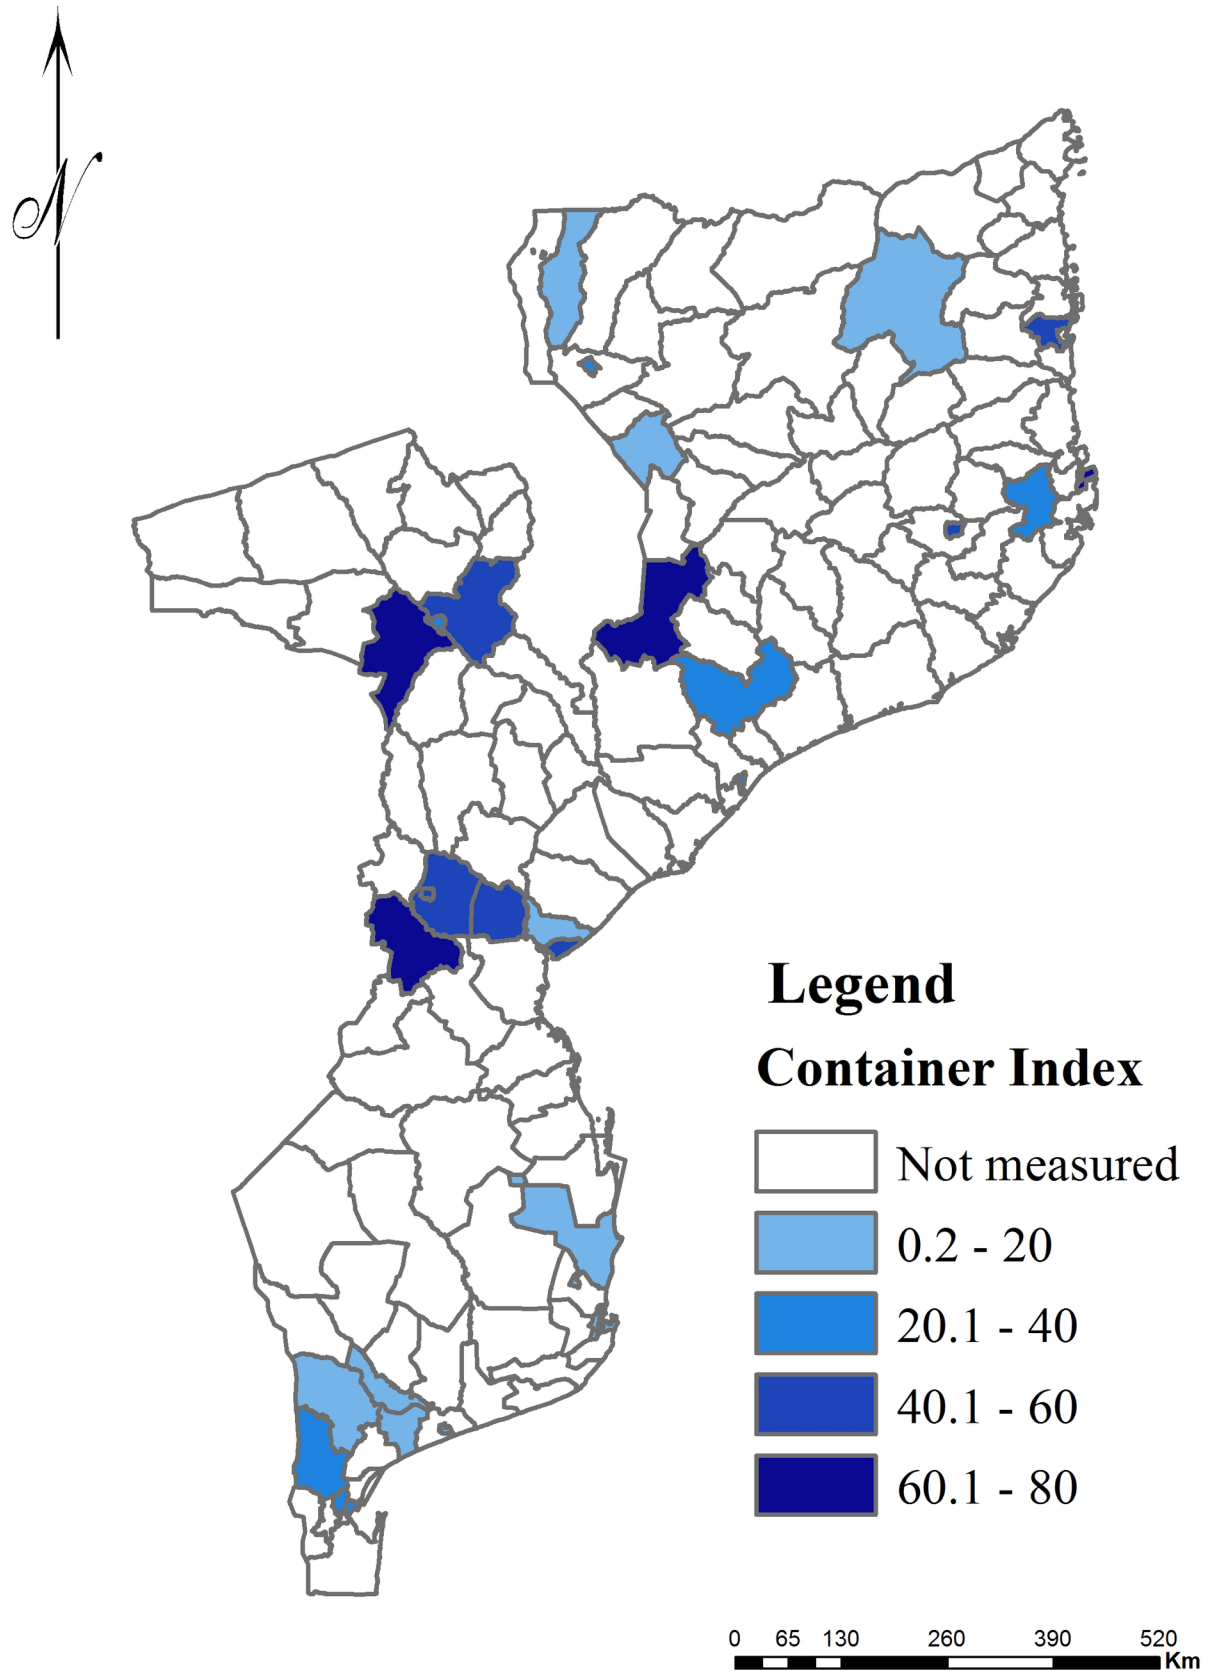 N
Legend
Container Index
Not measured
0.2 - 20
20.1 - 40
40.1 - 60
60.1 - 80
0 65 130 260 390 520
Km